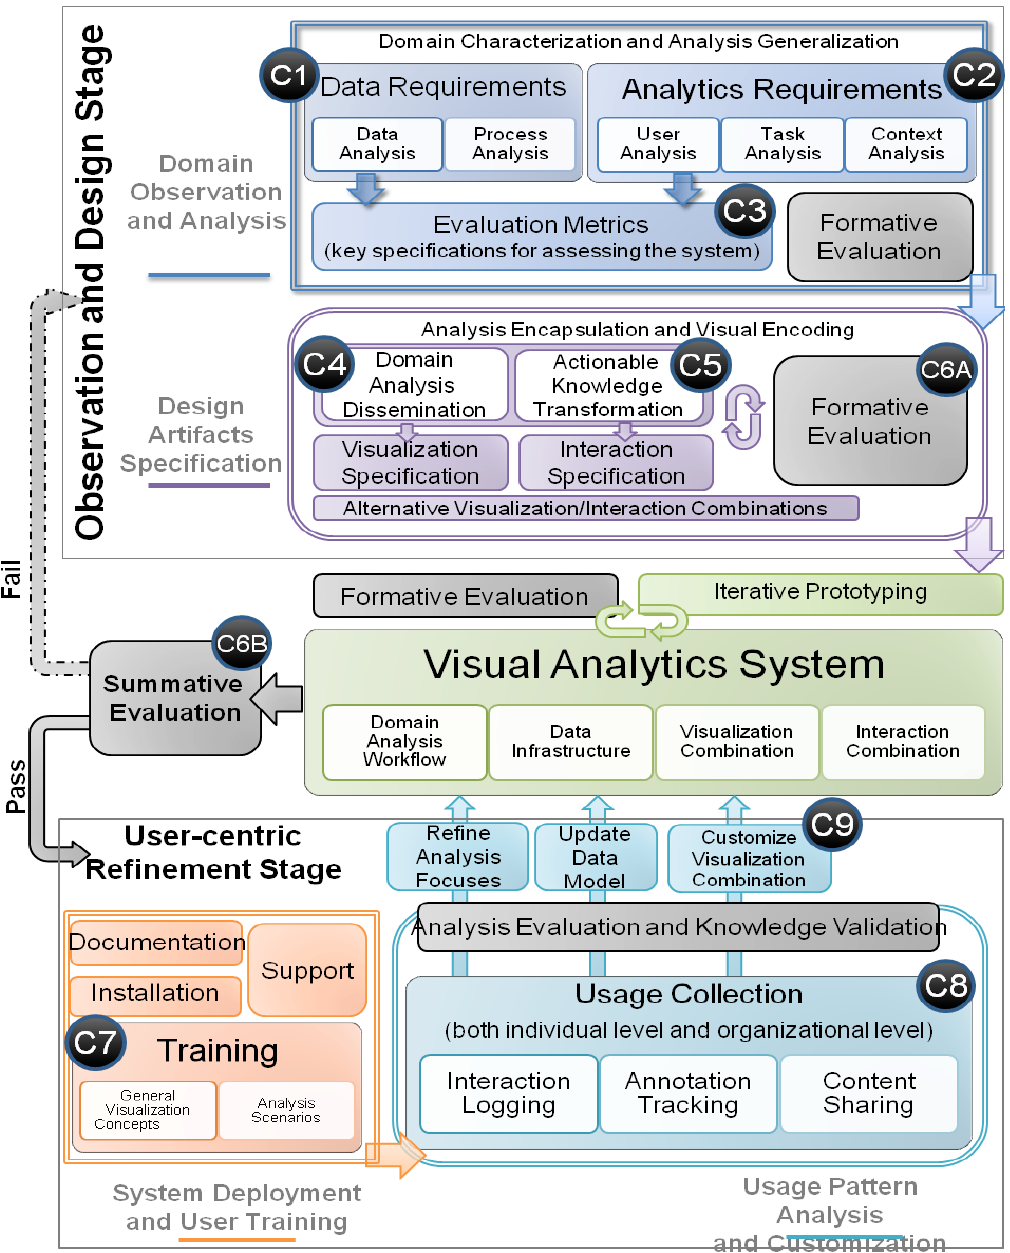 Observation and Design Stage
Domain Characterization and Analysis Generalization
C1
Data Requirements
Data
Analysis
Process
Analysis
C2
Analytics Requirements
User
Analysis
Task
Analysis
Context
Analysis
Domain
Observation
and Analysis
C3
Evaluation Metrics
(key specifications for assessing the system)
Formative
Evaluation
Analysis Encapsulation and Visual Encoding
C4
Domain
Analysis
Dissemination
Actionable
Knowledge
Transformation
C5
C6A
Formative
Evaluation
Design
Artifacts
Specification
Visualization
Specification
Interaction
Specification
Alternative Visualization/Interaction Combinations
Fail
Formative Evaluation
Iterative Prototyping
C6B
Summative
Evaluation
Visual Analytics System
Domain
Analysis
Workflow
Data
Infrastructure
Visualization
Combination
Interaction
Combination
Pass
User-centric
Refinement Stage
Refine
Analysis
Focuses
Update
Data
Model
Customize
Visualization
Combination
C9
Analysis Evaluation and Knowledge Validation
Documentation
Installation
Support
C7
Training
General
Visualization
Concepts
Analysis
Scenarios
C8
Usage Collection
(both individual level and organizational level)
Interaction
Logging
Annotation
Tracking
Content
Sharing
System Deployment
and User Training
Usage Pattern
Analysis
and Customization